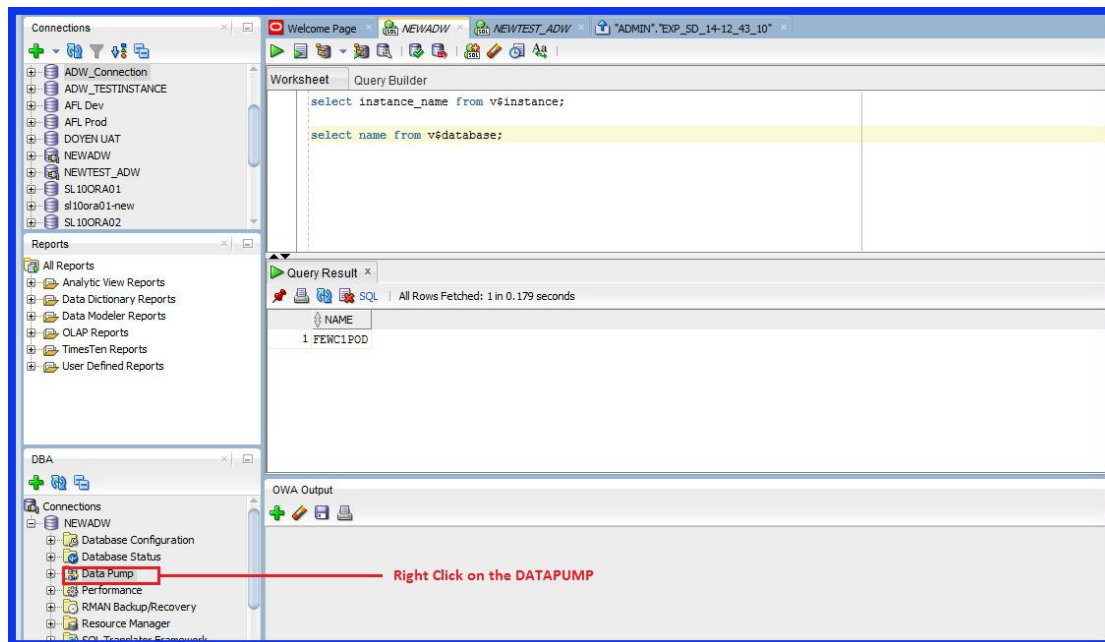 Connections
ADW_Connection
ADW_TESTINSTANCE
AFL Dev
AFL Prod
DOYEN UAT
NEWADW
NEWTEST_ADW
SL10ORA01
sl10ora01-new
SL10ORA02
Reports
All Reports
Analytic View Reports
Data Dictionary Reports
Data Modeler Reports
OLAP Reports
TimesTen Reports
User Defined Reports
DBA
Connections
NEWADW
Database Configuration
Database Status
Data Pump
Performance
RMAN Backup/Recovery
Resource Manager
SQL Translator Framework
Welcome Page
NEWADW
NEWTEST_ADW
"ADMIN"."EXP_SD_14-12_43_10"
Worksheet Query Builder
select instance_name from v$instance;
select name from v$database;
Query Result
SQL | All Rows Fetched: 1 in 0.179 seconds
NAME
1 FEWC1POD
OWA Output
Right Click on the DATAPUMP